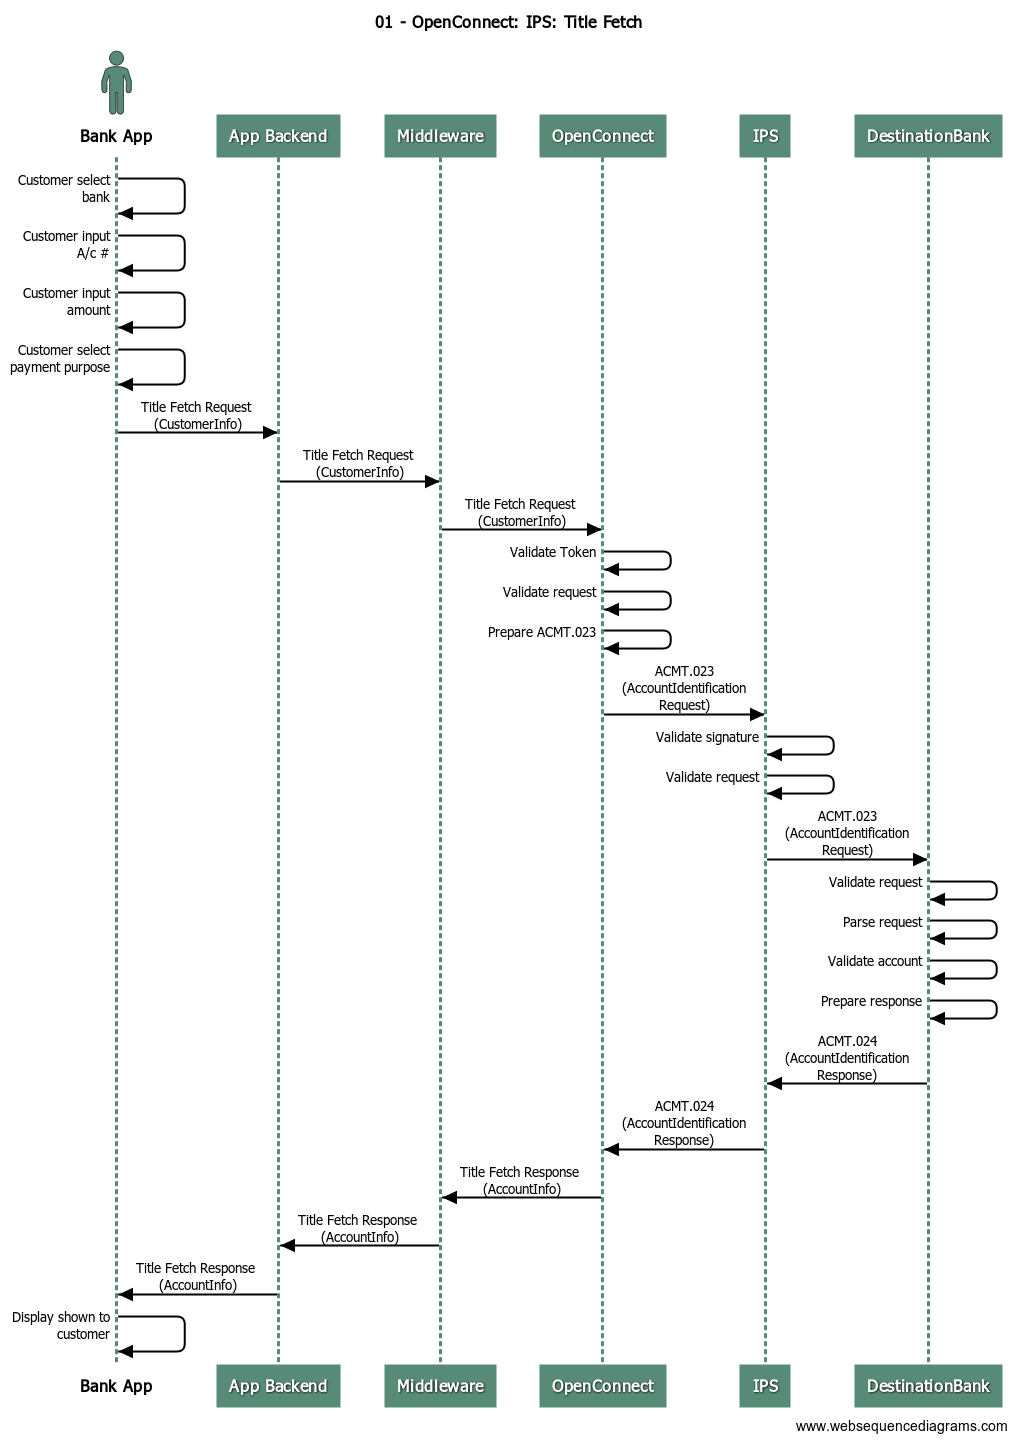 01 - OpenConnect: IPS: Title Fetch
Bank App
App Backend
Middleware
OpenConnect
IPS
DestinationBank
Customer select
bank
Customer input
A/c #
Customer input
amount
Customer select
payment purpose
Title Fetch Request
(CustomerInfo)
Title Fetch Request
(CustomerInfo)
Title Fetch Request
(CustomerInfo)
Validate Token
Validate request
Prepare ACMT.023
ACMT.023
(AccountIdentification
Request)
Validate signature
Validate request
ACMT.023
(AccountIdentification
Request)
Validate request
Parse request
Validate account
Prepare response
ACMT.024
(AccountIdentification
Response)
ACMT.024
(AccountIdentification
Response)
Title Fetch Response
(AccountInfo)
Title Fetch Response
(AccountInfo)
Title Fetch Response
(AccountInfo)
Display shown to
customer
Bank App
App Backend
Middleware
OpenConnect
IPS
DestinationBank
www.websequencediagrams.com